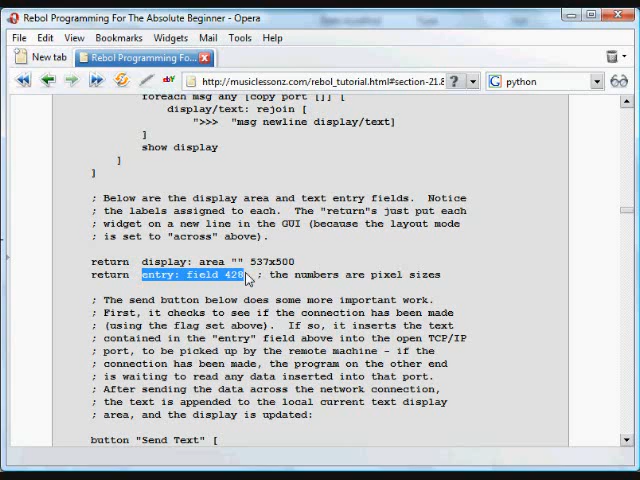 Rebol Programming For The Absolute Beginner - Opera
File Edit View Bookmarks Widgets Mail Tools Help
New tab Rebol Programming Fo...
http://musiclessonz.com/rebol_tutorial.html#section-21.8 ? python
foreach msg any [copy port []] [
display/text: rejoin [
">>>  "msg newline display/text]
]
show display
]
]
; Below are the display area and text entry fields.  Notice
; the labels assigned to each.  The "return"s just put each
; widget on a new line in the GUI (because the layout mode
; is set to "across" above).
return  display: area "" 537x500
return  entry: field 428  ; the numbers are pixel sizes
; The send button below does some more important work.
; First, it checks to see if the connection has been made
; (using the flag set above).  If so, it inserts the text
; contained in the "entry" field above into the open TCP/IP
; port, to be picked up by the remote machine - if the
; connection has been made, the program on the other end
; is waiting to read any data inserted into that port.
; After sending the data across the network connection,
; the text is appended to the local current text display
; area, and the display is updated:
button "Send Text" [